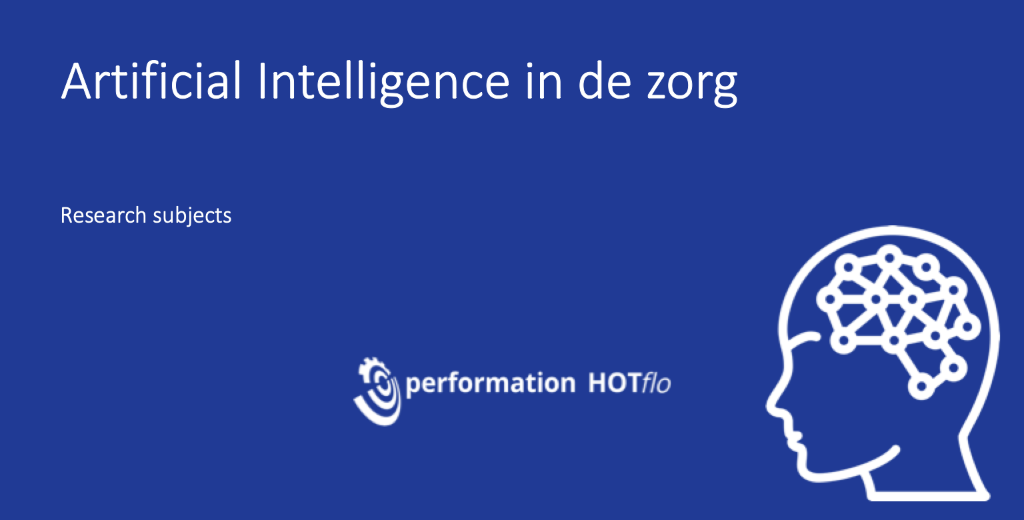 Artificial Intelligence in de zorg
Research subjects
performation HOTflo